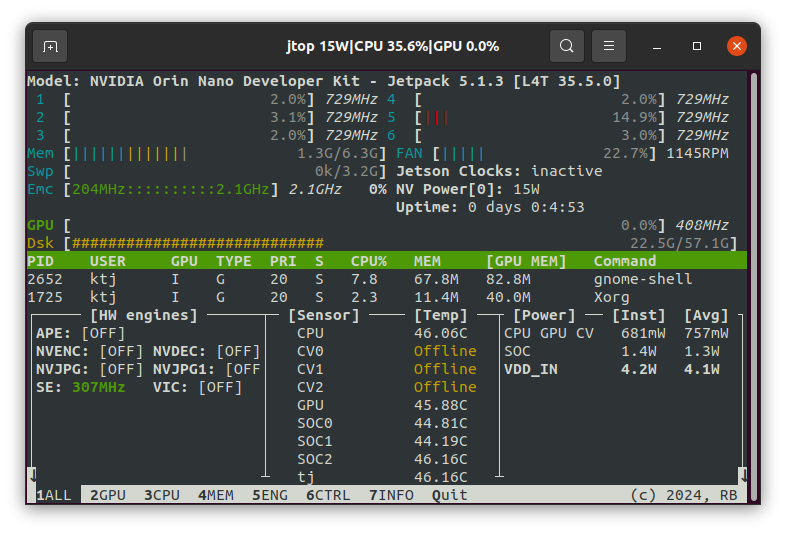 jtop 15W|CPU 35.6%|GPU 0.0%
Model: NVIDIA Orin Nano Developer Kit - Jetpack 5.1.3 [L4T 35.5.0]
1 [ 2.0%] 729MHz 4 [ 2.0%] 729MHz
2 [ 3.1%] 729MHz 5 [||| 14.9%] 729MHz
3 [ 2.0%] 729MHz 6 [ 3.0%] 729MHz
Mem [||||||||||||| 1.3G/6.3G] FAN [||||| 22.7%] 1145RPM
Swp [ 0k/3.2G] Jetson Clocks: inactive
Emc [204MHz::::::::::2.1GHz] 2.1GHz 0% NV Power[0]: 15W
Uptime: 0 days 0:4:53
GPU [ 0.0%] 408MHz
Dsk [############################ 22.5G/57.1G]
PID USER GPU TYPE PRI S CPU% MEM [GPU MEM] Command
2652 ktj I G 20 S 7.8 67.8M 82.8M gnome-shell
1725 ktj I G 20 S 2.3 11.4M 40.0M Xorg
[HW engines] [Sensor] [Temp] [Power] [Inst] [Avg]
APE: [OFF] CPU 46.06C CPU GPU CV 681mW 757mW
NVENC: [OFF] NVDEC: [OFF] CV0 Offline SOC 1.4W 1.3W
NVJPG: [OFF] NVJPG1: [OFF CV1 Offline VDD_IN 4.2W 4.1W
SE: 307MHz VIC: [OFF] CV2 Offline
GPU 45.88C
SOC0 44.81C
SOC1 44.19C
SOC2 46.16C
tj 46.16C
1ALL 2GPU 3CPU 4MEM 5ENG 6CTRL 7INFO Quit (c) 2024, RB